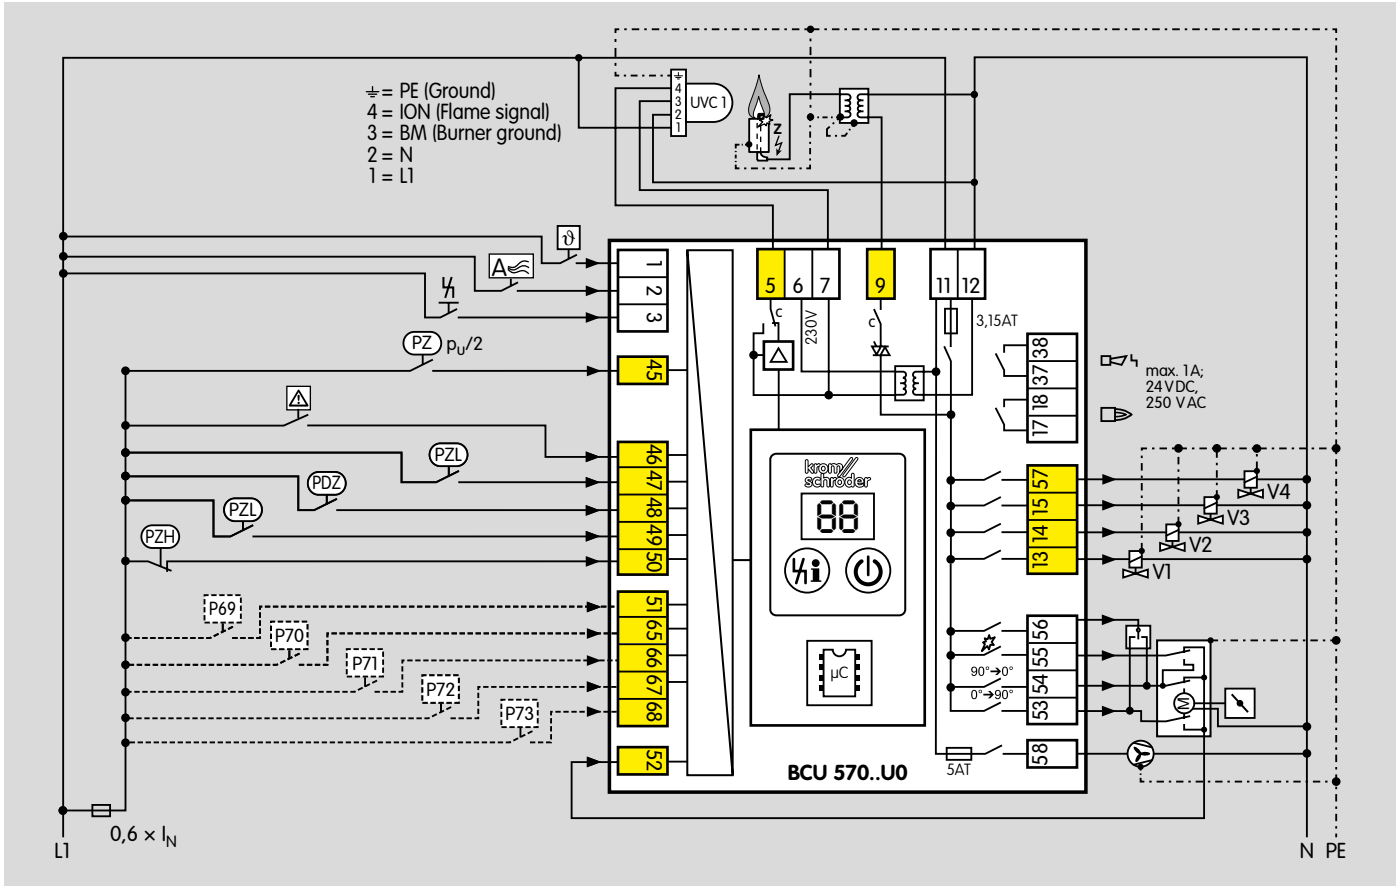 = PE (Ground)
4 = ION (Flame signal)
3 = BM (Burner ground)
2 = N
1 = L1
4
3
2
1
UVC 1
Z
ϑ
A
1
2
3
PZ pU/2
45
PZL
PDZ
PZL
PZH
46
47
48
49
50
P69
P70
P71
P72
P73
51
65
66
67
68
52
5
6
7
9
11
12
c
230V
c
3,15AT
38
37
18
17
max. 1A;
24 VDC,
250 VAC
krom//
schröder
88
i
µC
57
15
14
13
V4
V3
V2
V1
56
55
54
53
90°→0°
0°→90°
M
58
5AT
BCU 570..U0
0,6 × IN
L1
N
PE